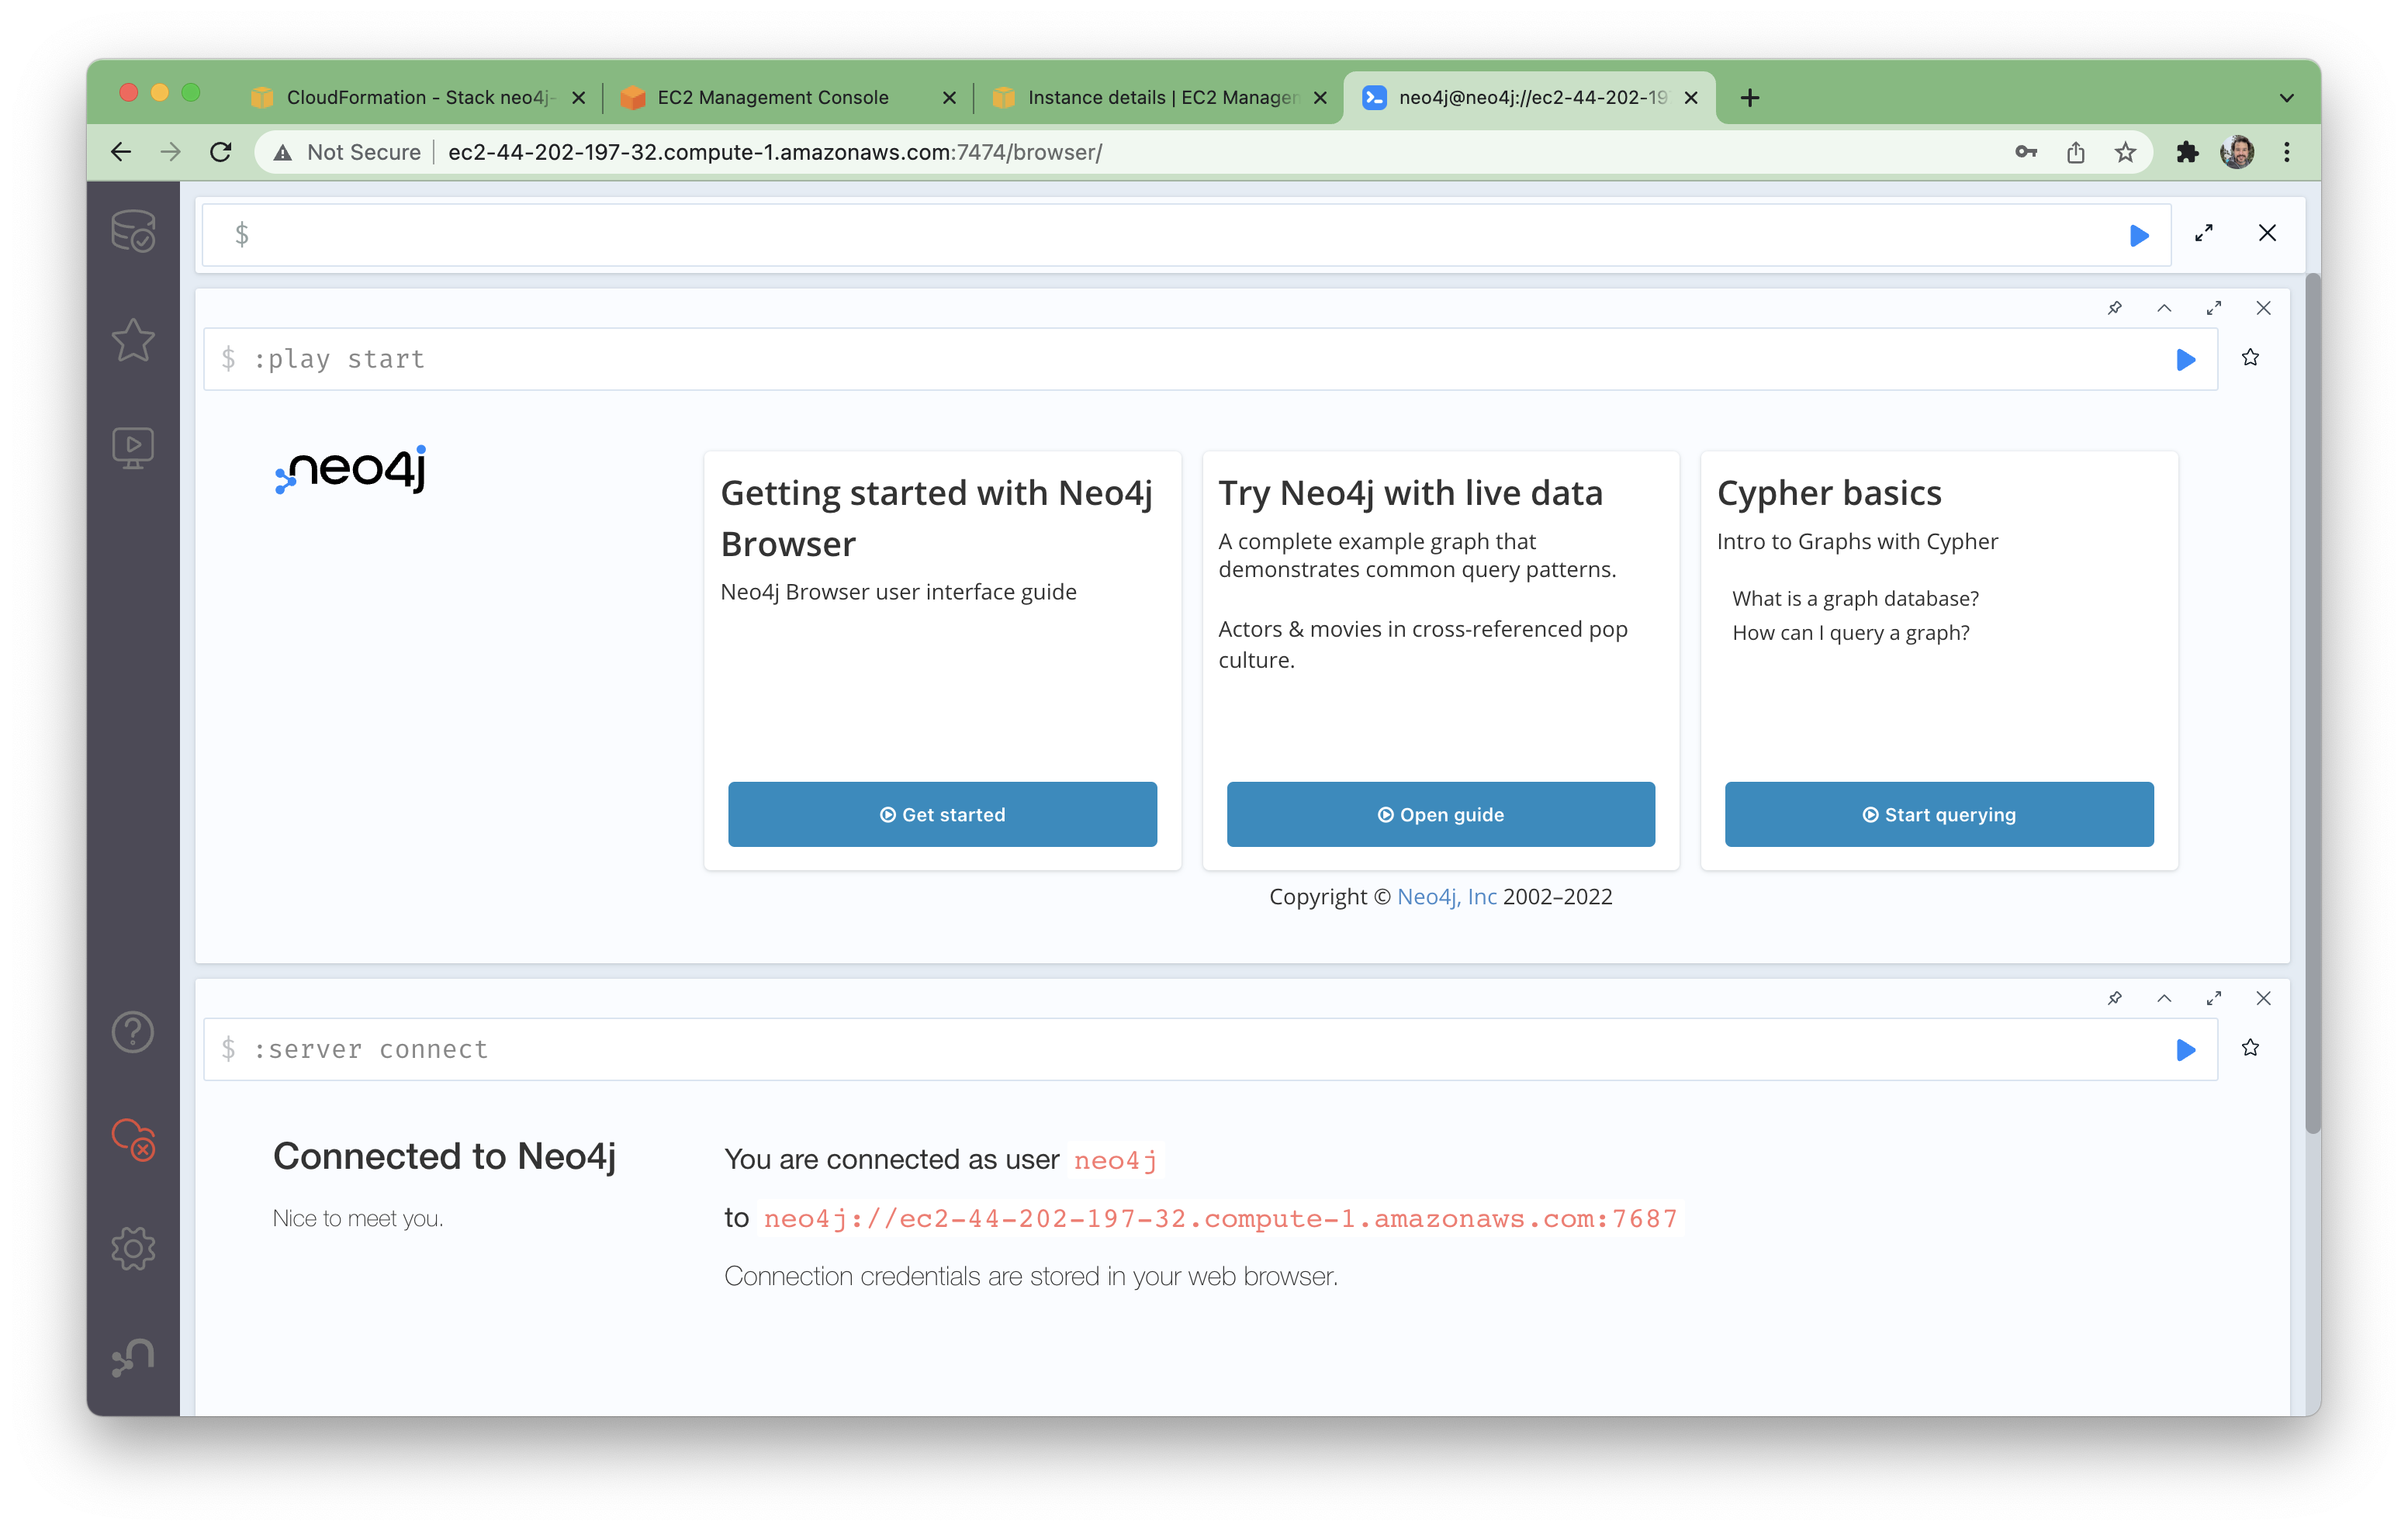 CloudFormation - Stack neo4j-
EC2 Management Console
Instance details | EC2 Manager
neo4j@neo4j://ec2-44-202-19
Not Secure
ec2-44-202-197-32.compute-1.amazonaws.com:7474/browser/
$
$ :play start
neo4j
Getting started with Neo4j
Browser
Neo4j Browser user interface guide
Get started
Try Neo4j with live data
A complete example graph that
demonstrates common query patterns.
Actors & movies in cross-referenced pop
culture.
Open guide
Cypher basics
Intro to Graphs with Cypher
What is a graph database?
How can I query a graph?
Start querying
Copyright © Neo4j, Inc 2002–2022
$ :server connect
Connected to Neo4j
Nice to meet you.
You are connected as user neo4j
to neo4j://ec2-44-202-197-32.compute-1.amazonaws.com:7687
Connection credentials are stored in your web browser.